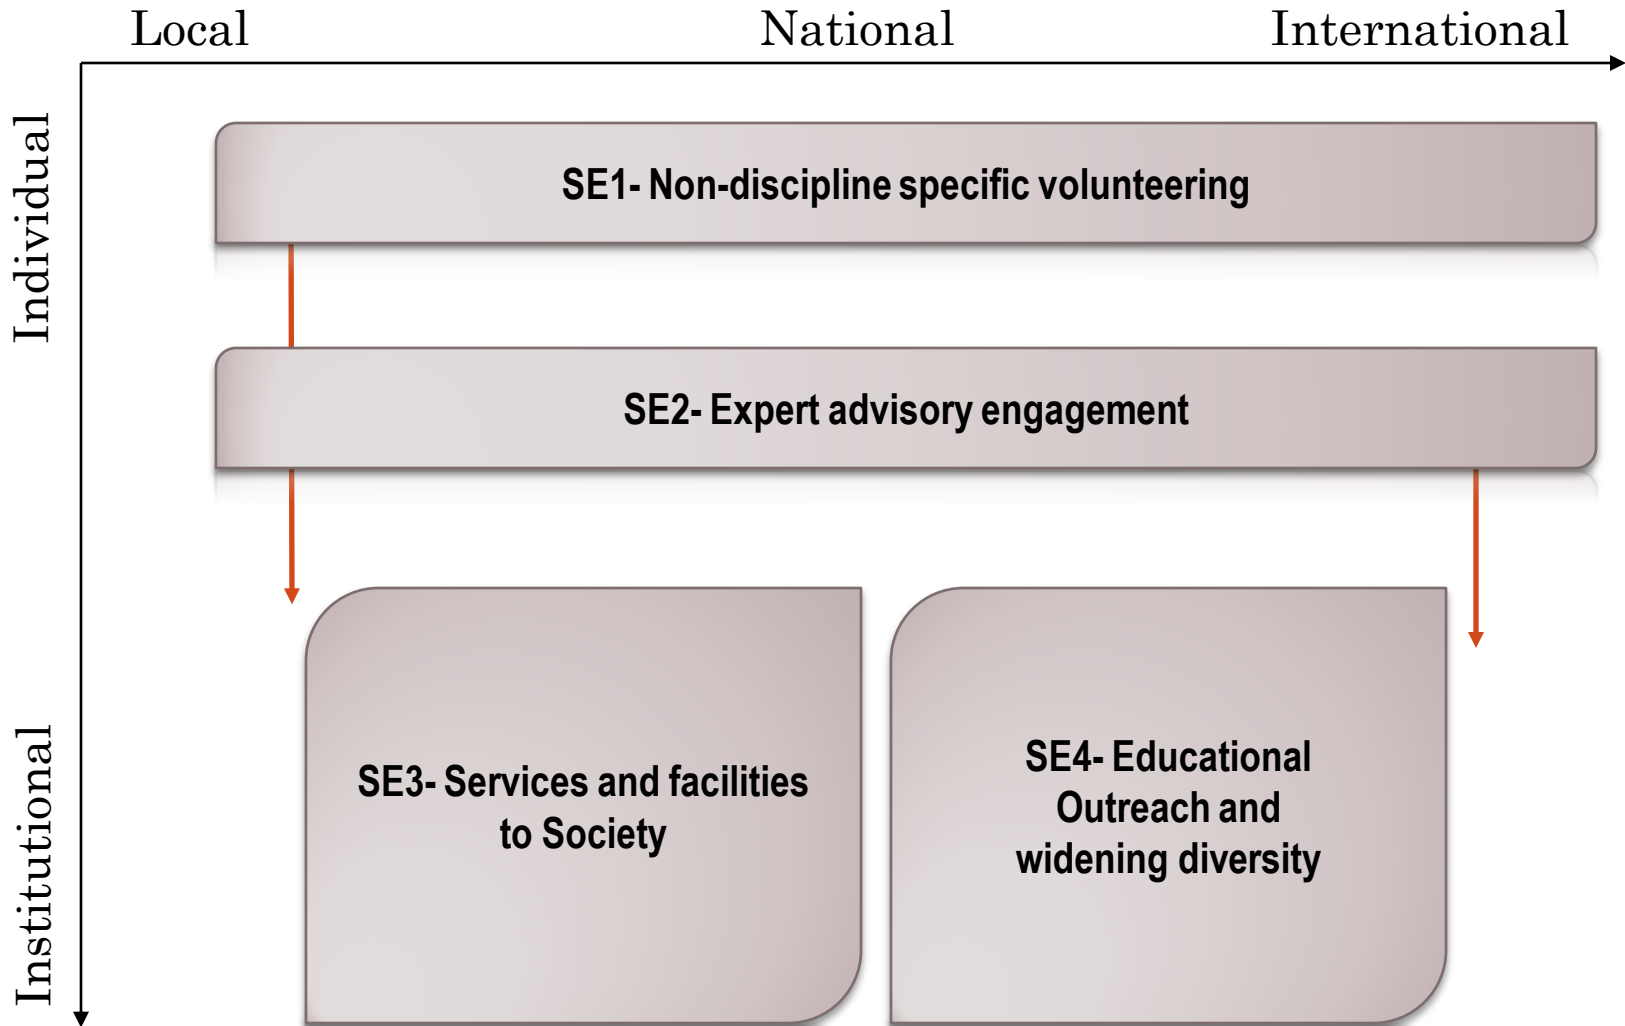 Local National International
Individual
SE1- Non-discipline specific volunteering
SE2- Expert advisory engagement
Institutional
SE3- Services and facilities
to Society
SE4- Educational
Outreach and
widening diversity